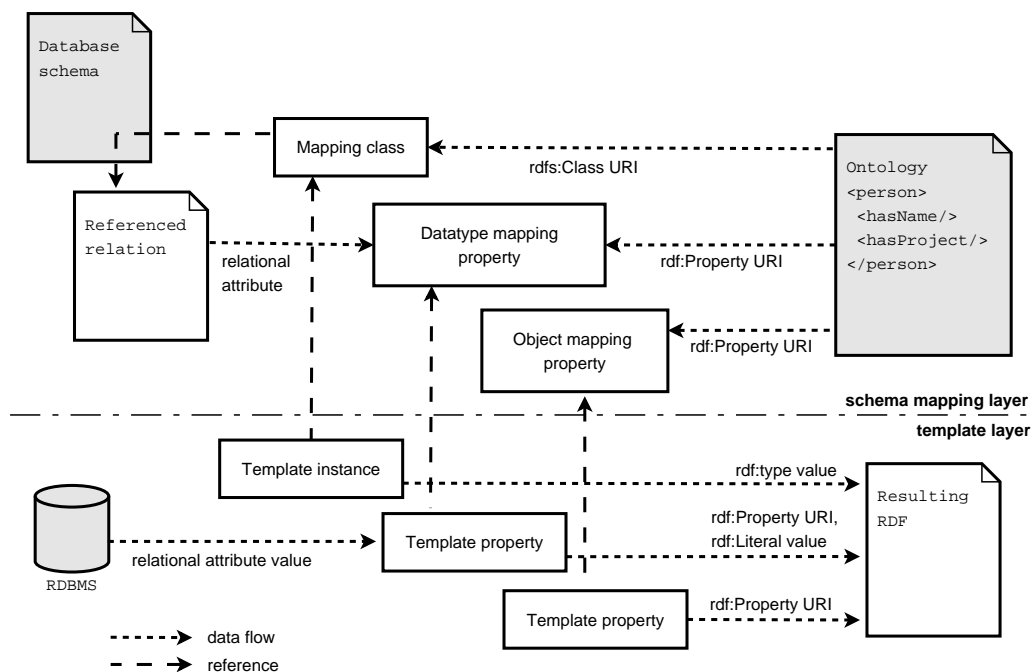 Database
schema
Mapping class
rdfs:Class URI
Ontology
<person>
<hasName/>
<hasProject/>
</person>
Referenced
relation
relational
attribute
Datatype mapping
property
rdf:Property URI
Object mapping
property
rdf:Property URI
schema mapping layer
template layer
Template instance
rdf:type value
Resulting
RDF
RDBMS
relational attribute value
Template property
rdf:Property URI,
rdf:Literal value
Template property
rdf:Property URI
data flow
reference